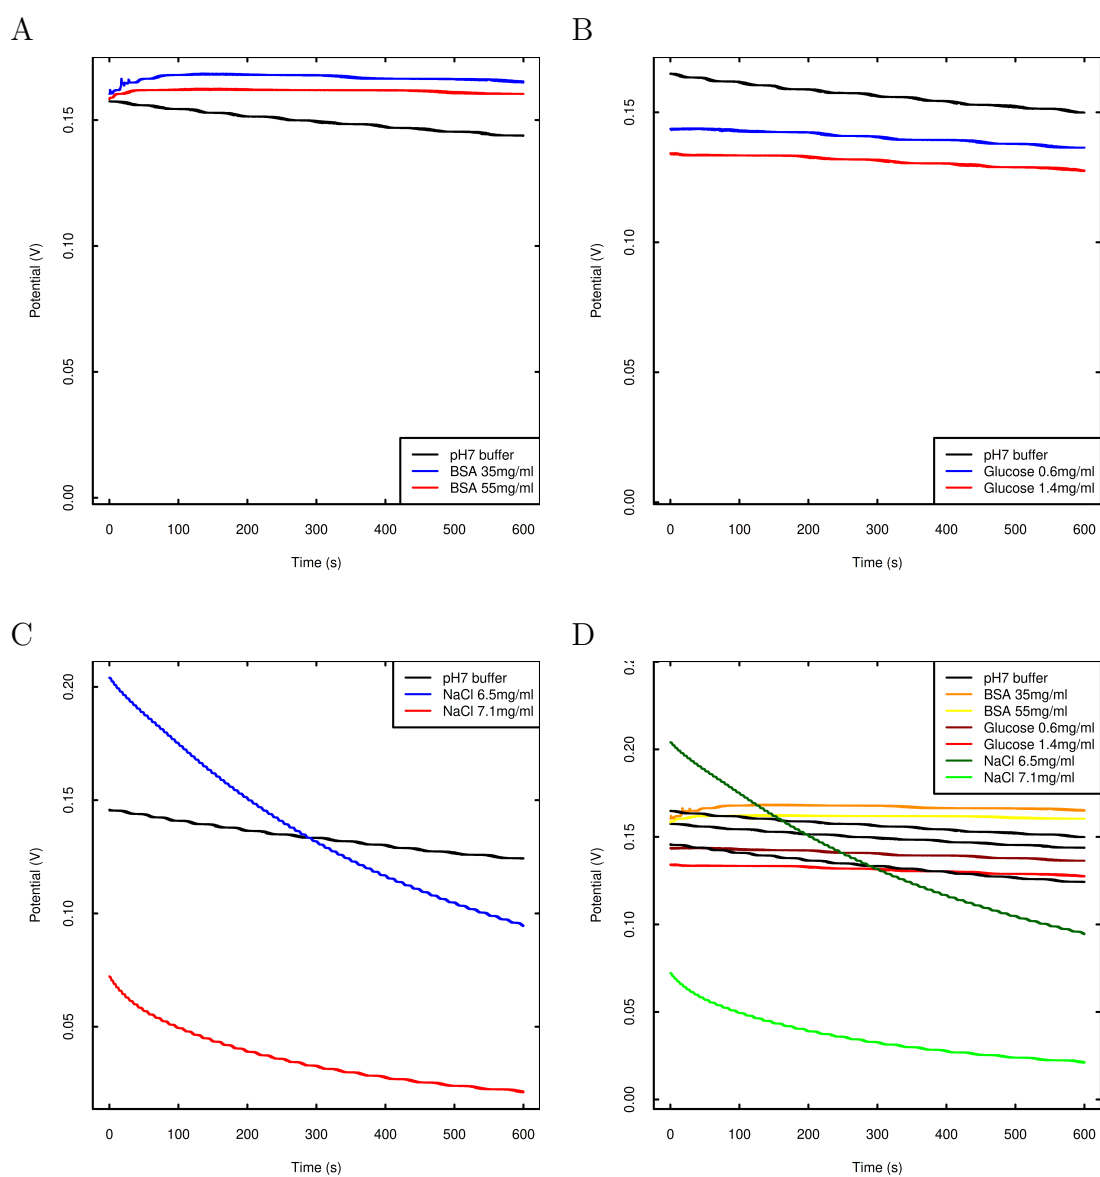 A
Potential (V)
0.15
0.10
0.05
0.00
pH7 buffer
BSA 35mg/ml
BSA 55mg/ml
0 100 200 300 400 500 600
Time (s)
B
Potential (V)
0.15
0.10
0.05
0.00
pH7 buffer
Glucose 0.6mg/ml
Glucose 1.4mg/ml
0 100 200 300 400 500 600
Time (s)
C
Potential (V)
0.20
0.15
0.10
0.05
pH7 buffer
NaCl 6.5mg/ml
NaCl 7.1mg/ml
0 100 200 300 400 500 600
Time (s)
D
Potential (V)
0.20
0.15
0.10
0.05
0.00
pH7 buffer
BSA 35mg/ml
BSA 55mg/ml
Glucose 0.6mg/ml
Glucose 1.4mg/ml
NaCl 6.5mg/ml
NaCl 7.1mg/ml
0 100 200 300 400 500 600
Time (s)